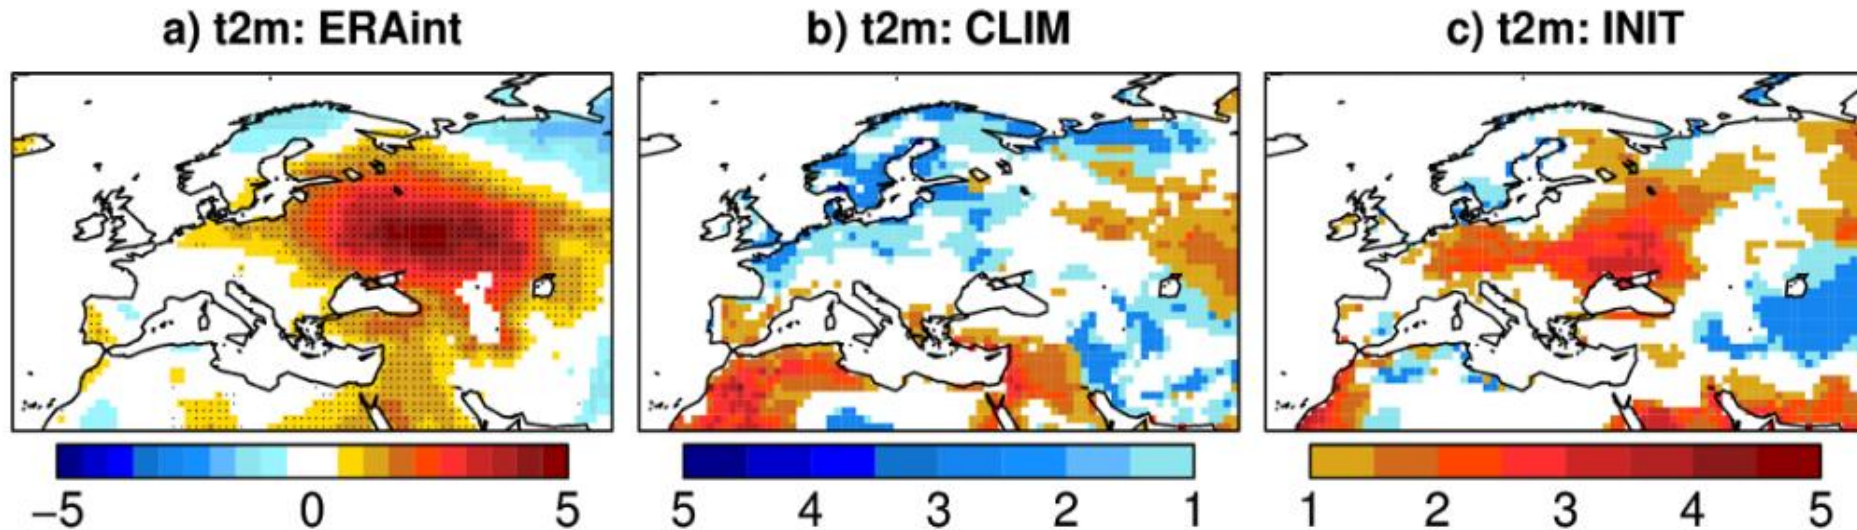 a) t2m: ERAint
b) t2m: CLIM
c) t2m: INIT
−5 0 5
5 4 3 2 1
1 2 3 4 5